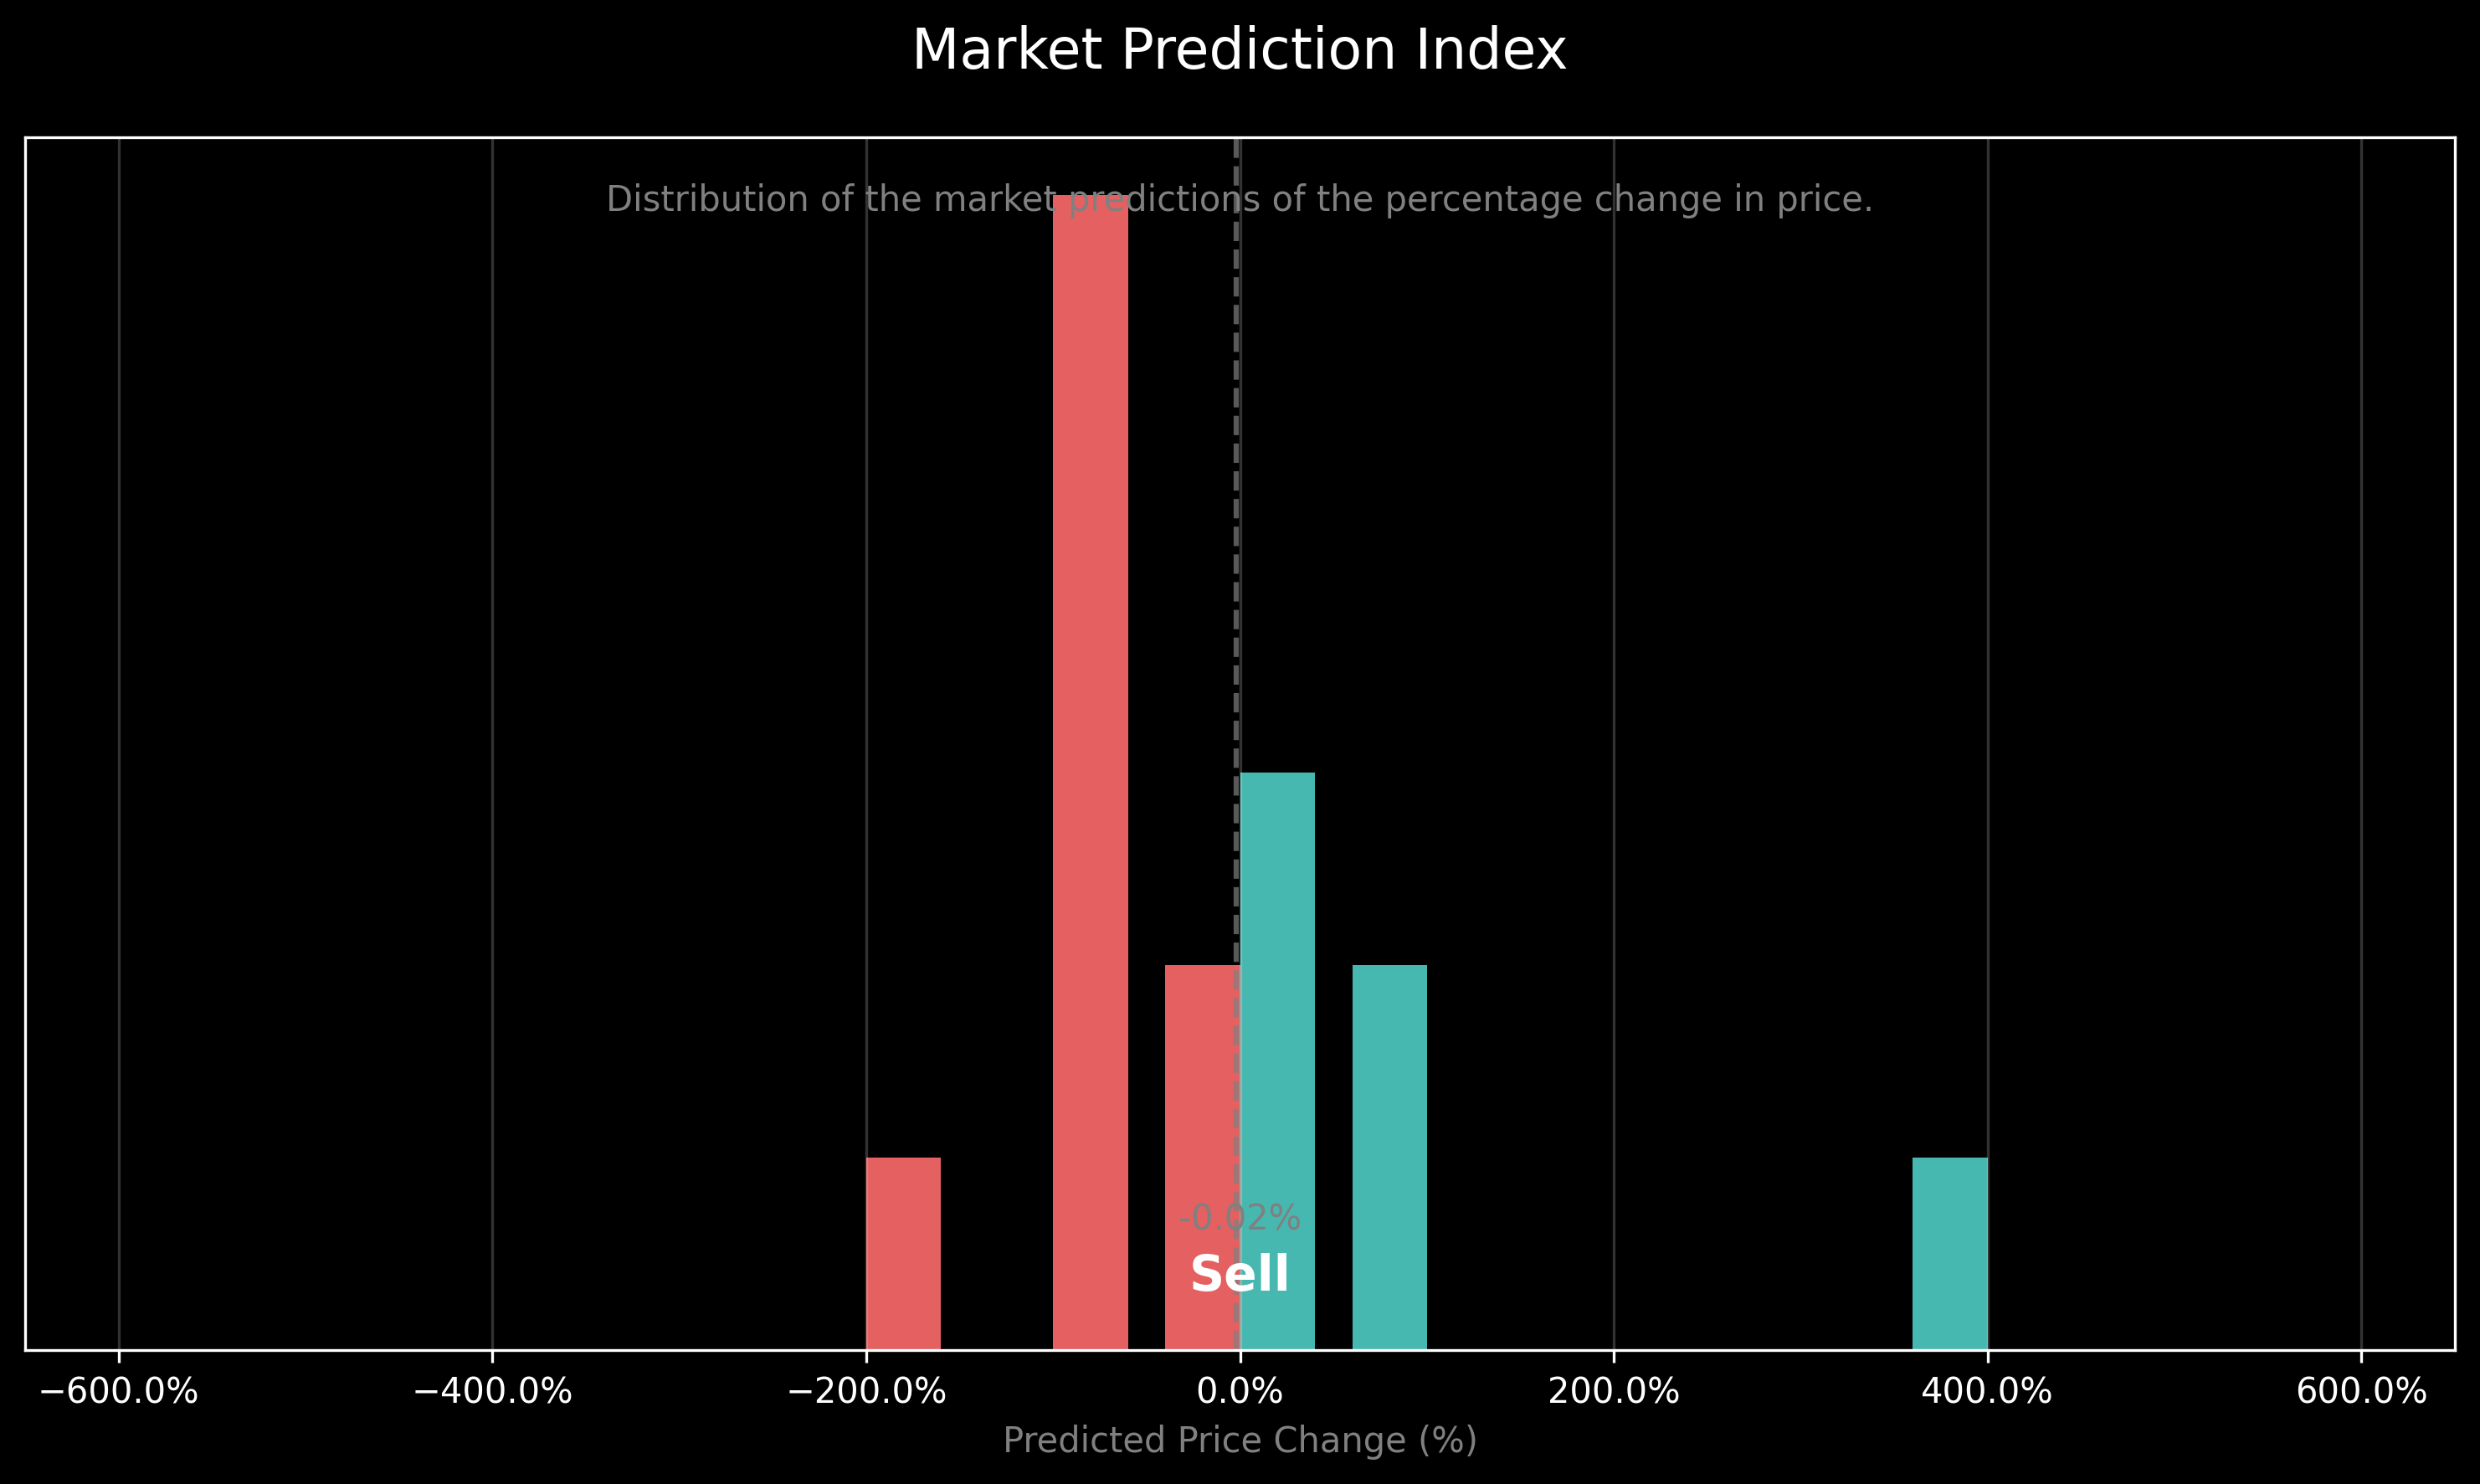 Market Prediction Index
Distribution of the market predictions of the percentage change in price.
-0.02%
Sell
−600.0% −400.0% −200.0% 0.0% 200.0% 400.0% 600.0%
Predicted Price Change (%)